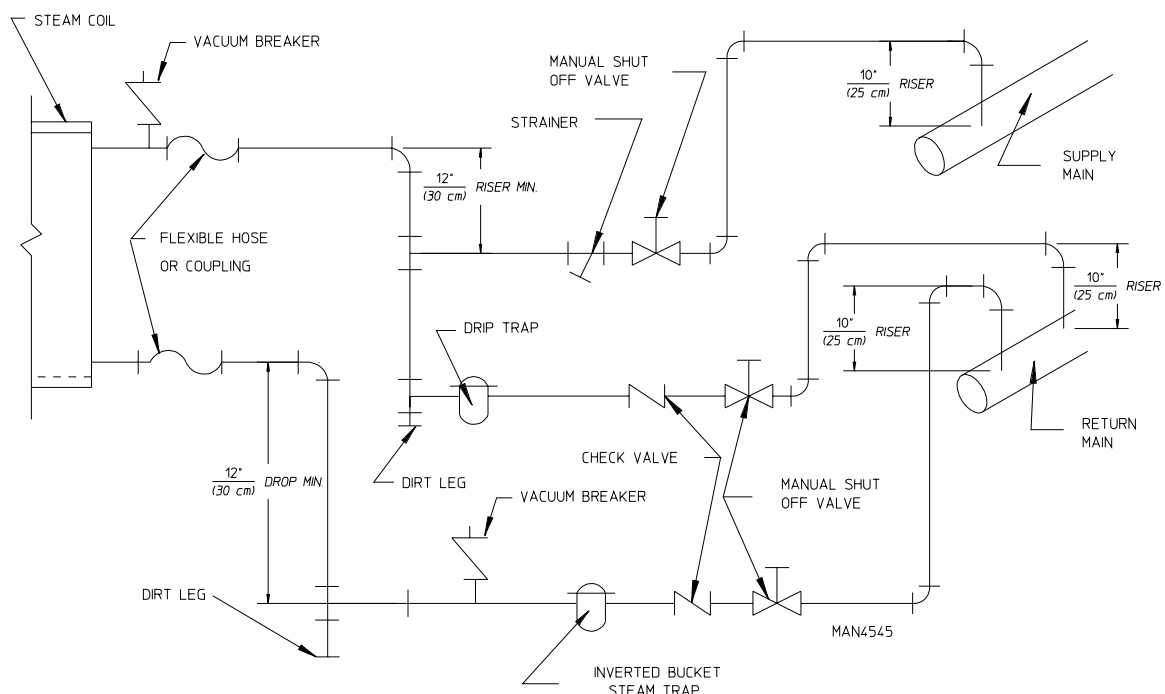 STEAM COIL
VACUUM BREAKER
MANUAL SHUT
OFF VALVE
10"
(25 cm) RISER
STRAINER
SUPPLY
MAIN
12"
(30 cm) RISER MIN.
FLEXIBLE HOSE
OR COUPLING
10"
(25 cm) RISER
10"
(25 cm) RISER
DRIP TRAP
RETURN
MAIN
CHECK VALVE
12"
(30 cm) DROP MIN.
DIRT LEG
MANUAL SHUT
OFF VALVE
VACUUM BREAKER
DIRT LEG
MAN4545
INVERTED BUCKET
STEAM TRAP